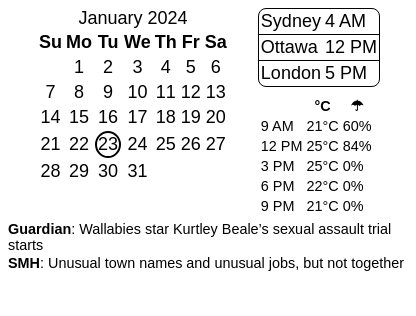 January 2024
Su Mo Tu We Th Fr Sa
1 2 3 4 5 6
7 8 9 10 11 12 13
14 15 16 17 18 19 20
21 22 23 24 25 26 27
28 29 30 31
Sydney 4 AM
Ottawa 12 PM
London 5 PM
°C ☂
9 AM 21°C 60%
12 PM 25°C 84%
3 PM 25°C 0%
6 PM 22°C 0%
9 PM 21°C 0%
Guardian: Wallabies star Kurtley Beale’s sexual assault trial
starts
SMH: Unusual town names and unusual jobs, but not together